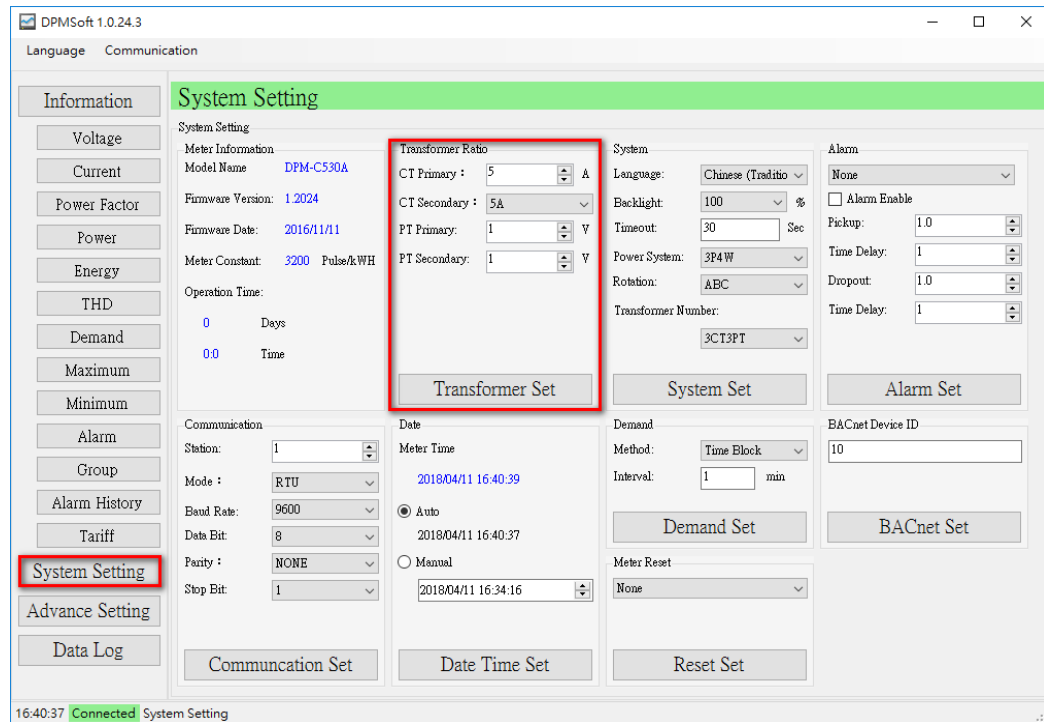 DPMSoft 1.0.24.3
Language Communication
Information
Voltage
Current
Power Factor
Power
Energy
THD
Demand
Maximum
Minimum
Alarm
Group
Alarm History
Tariff
System Setting
Advance Setting
Data Log
System Setting
System Setting
Meter Information
Model Name DPM-C530A
Firmware Version: 1.2024
Firmware Date: 2016/11/11
Meter Constant: 3200 Pulse/kWH
Operation Time:
0 Days
0:0 Time
Transformer Ratio
CT Primary： 5 A
CT Secondary： 5A
PT Primary: 1 V
PT Secondary: 1 V
Transformer Set
System
Language: Chinese (Traditio
Backlight: 100 %
Timeout: 30 Sec
Power System: 3P4W
Rotation: ABC
Transformer Number:
3CT3PT
System Set
Alarm
None
Alarm Enable
Pickup: 1.0
Time Delay: 1
Dropout: 1.0
Time Delay: 1
Alarm Set
Communication
Station: 1
Mode： RTU
Baud Rate: 9600
Data Bit: 8
Parity： NONE
Stop Bit: 1
Communcation Set
Date
Meter Time
2018/04/11 16:40:39
Auto
2018/04/11 16:40:37
Manual
2018/04/11 16:34:16
Date Time Set
Demand
Method: Time Block
Interval: 1 min
Demand Set
BACnet Device ID
10
BACnet Set
Meter Reset
None
Reset Set
16:40:37 Connected System Setting